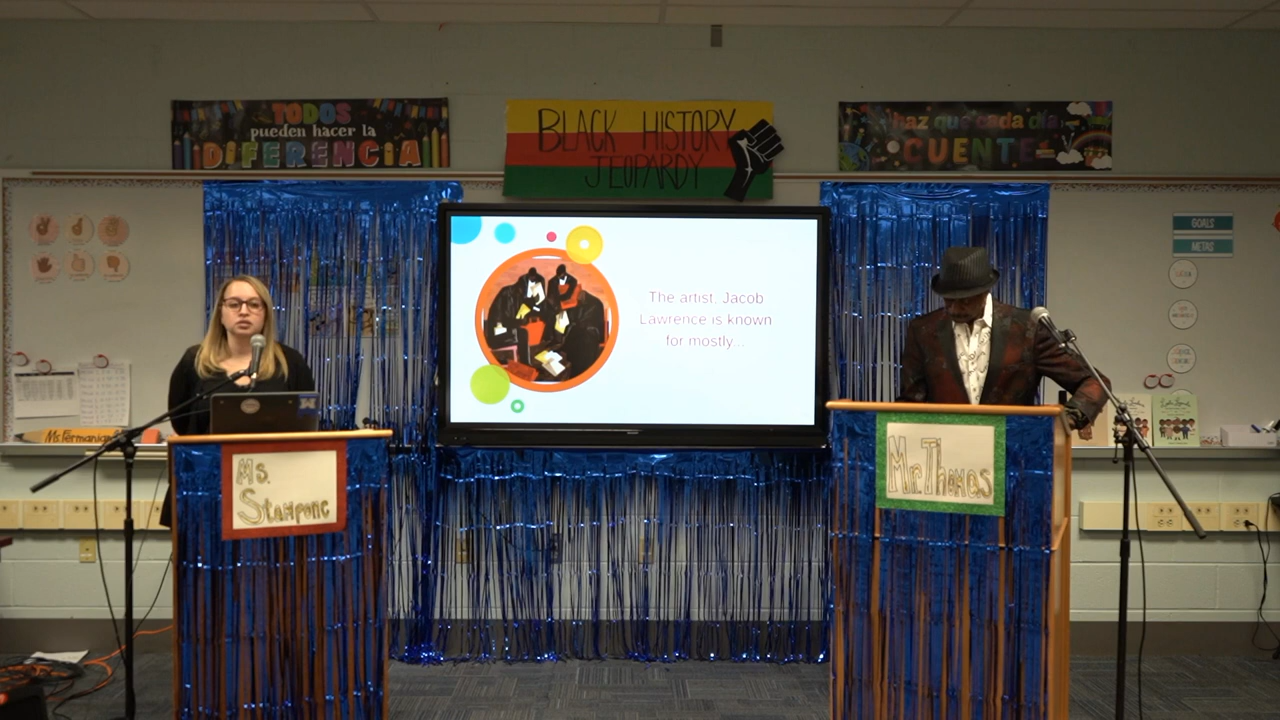 TODOS
pueden hacer la
DIFERENCIA
BLACK HISTORY
JEOPARDY
haz que cada día
CUENTE
GOALS
METAS
The artist, Jacob
Lawrence is known
for mostly...
Ms.
Stampone
Mr. Thomas